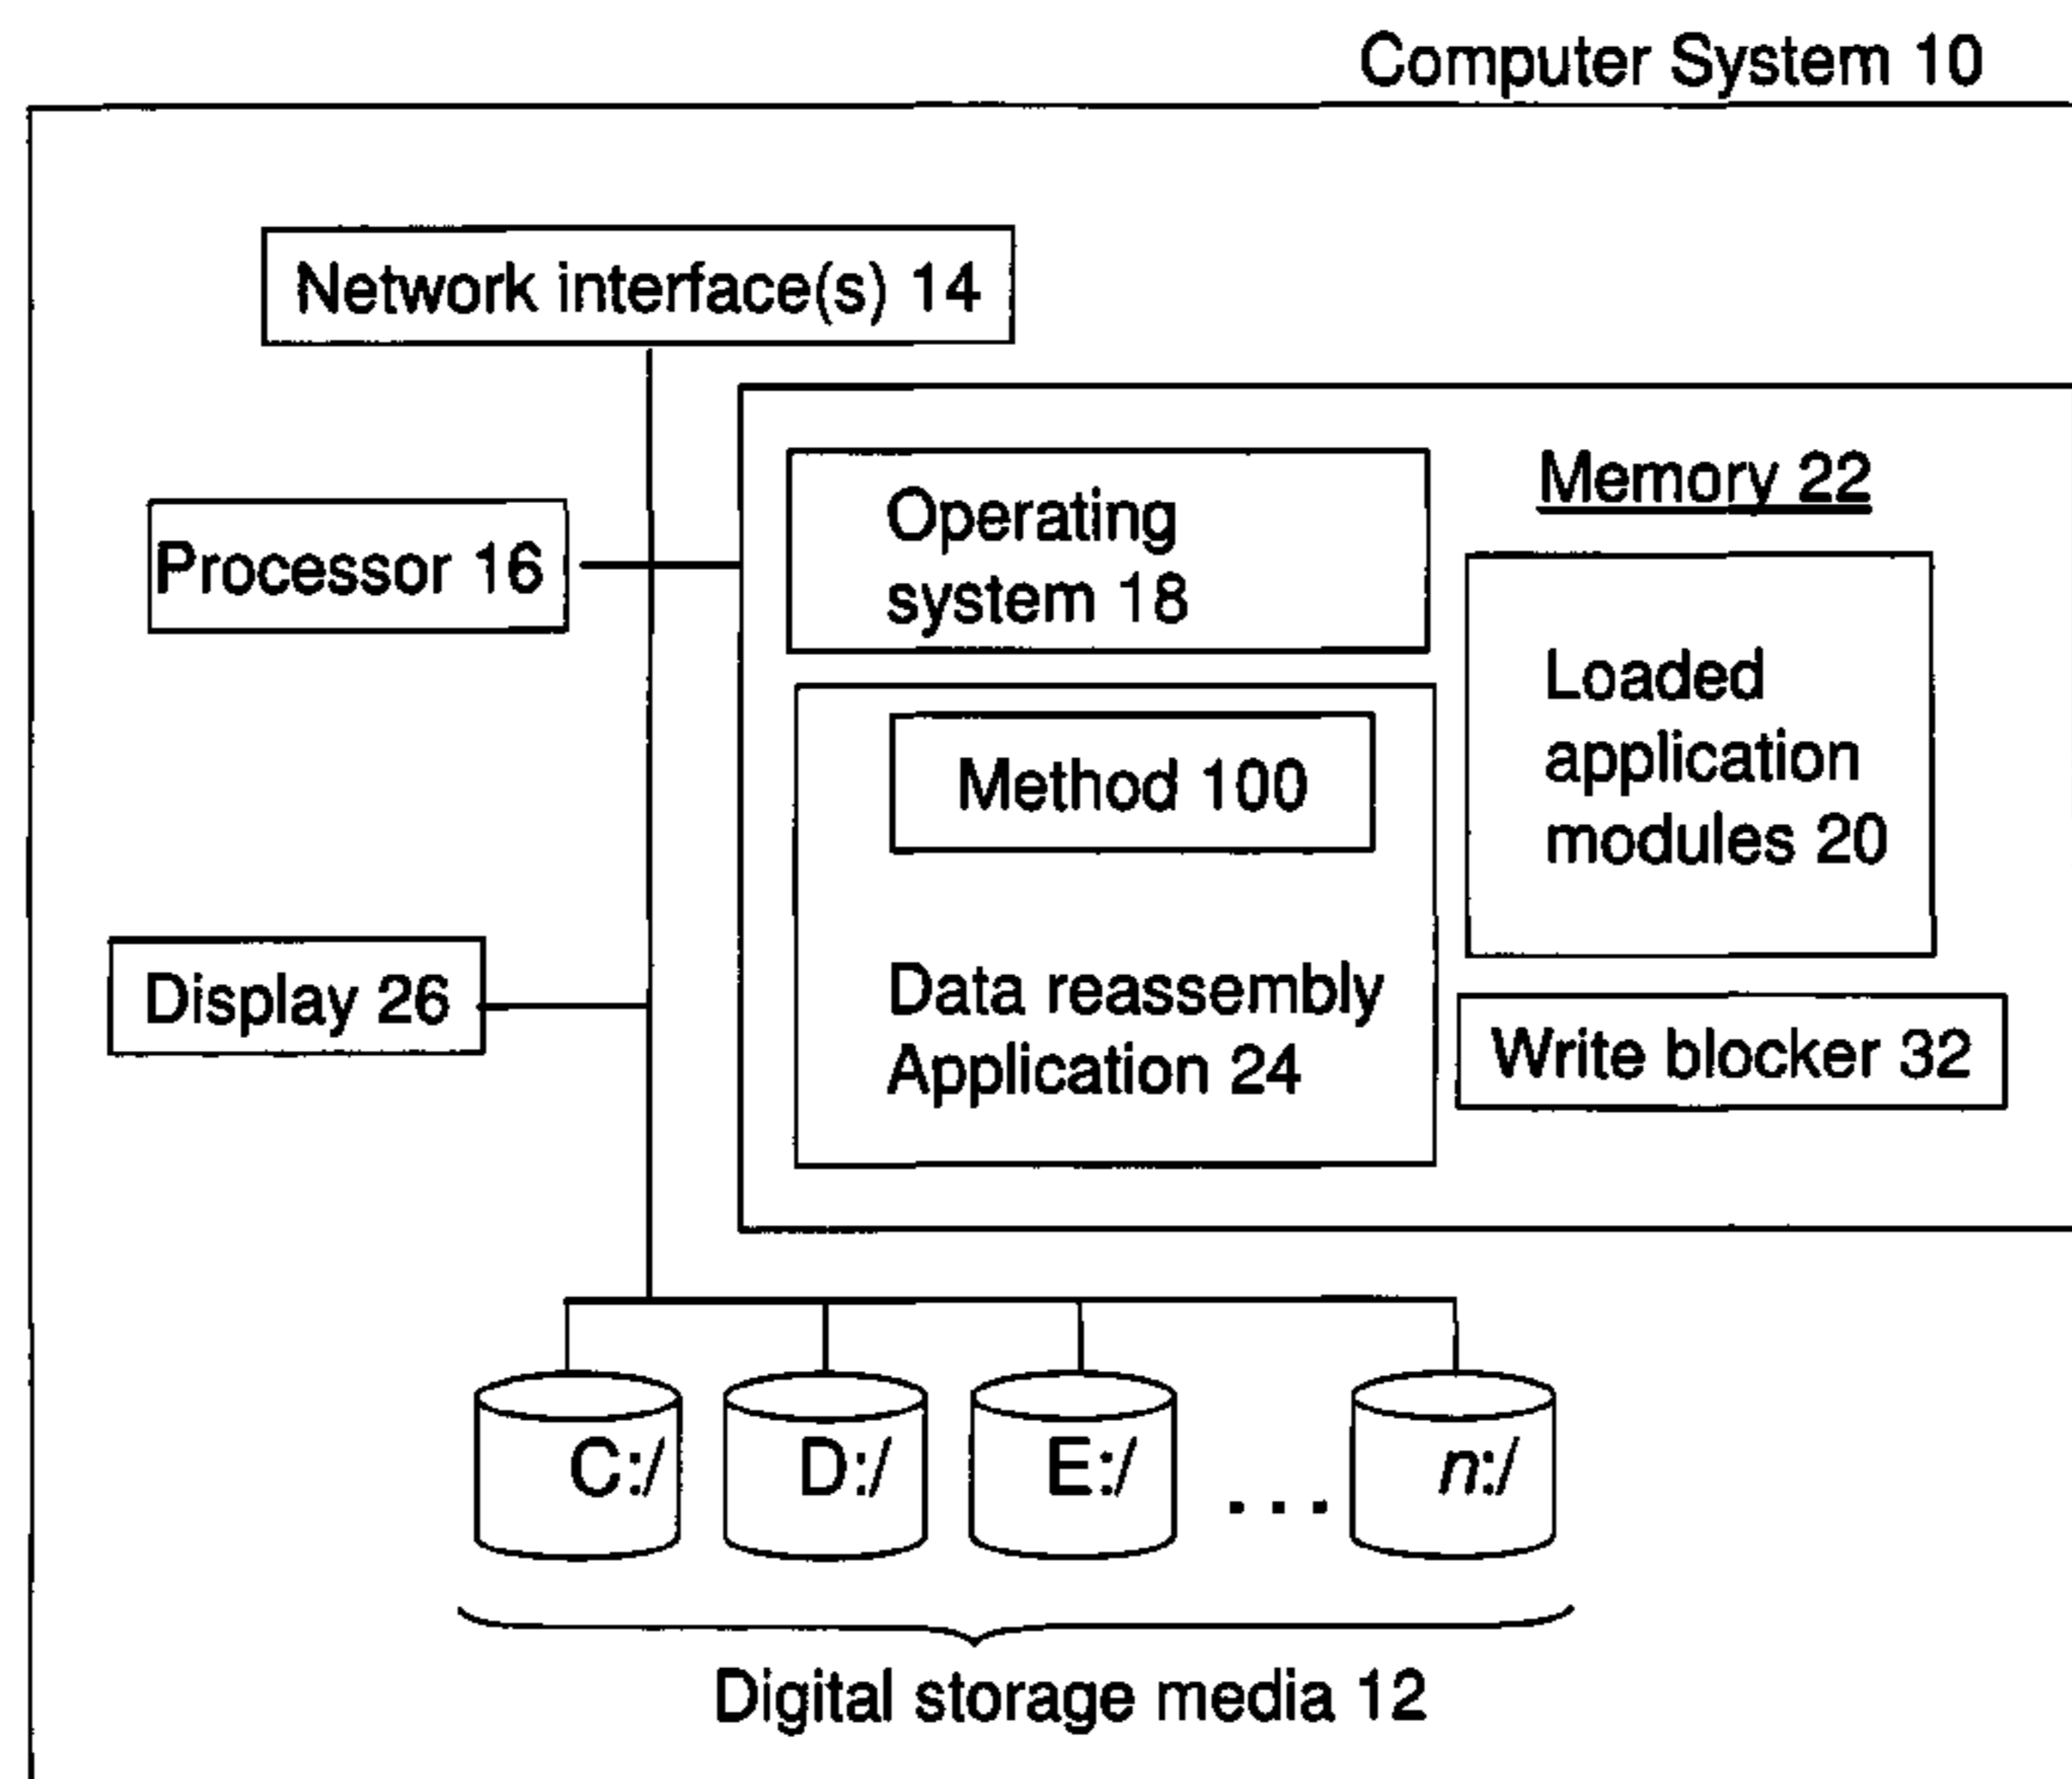 Computer System 10
Network interface(s) 14
Processor 16
Operating
system 18
Memory 22
Loaded
application
modules 20
Method 100
Data reassembly
Application 24
Write blocker 32
Display 26
C:/
D:/
E:/
...
n:/
Digital storage media 12